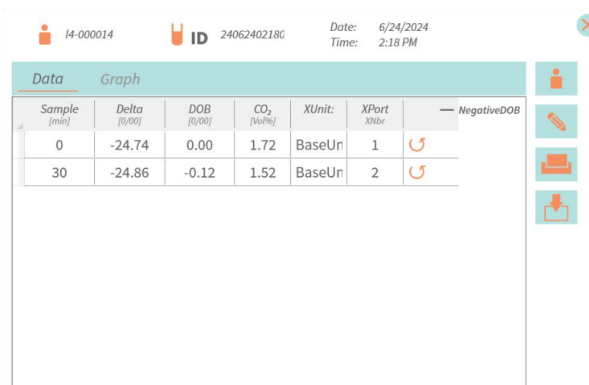 I4-000014 ID 24062402180 Date: 6/24/2024
Time: 2:18 PM
Data Graph
Sample Delta DOB CO₂ XUnit: XPort — NegativeDOB
[min] [0/00] [0/00] [Vol%] XNbr
0 -24.74 0.00 1.72 BaseUn 1
30 -24.86 -0.12 1.52 BaseUn 2